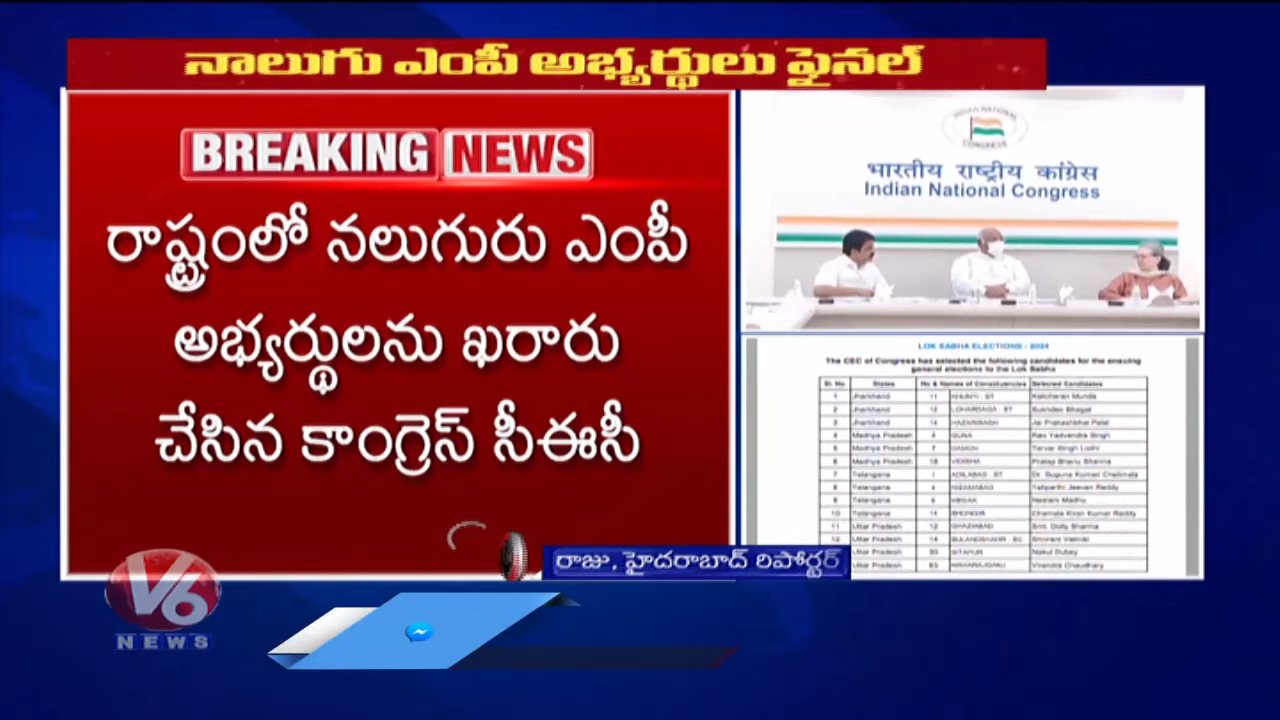 నాలుగు ఎంపీ అభ్యర్థులు ఫైనల్
BREAKING NEWS
రాష్ట్రంలో నలుగురు ఎంపీ
అభ్యర్థులను ఖరారు
చేసిన కాంగ్రెస్ సీఈసీ
INDIAN NATIONAL
CONGRESS
भारतीय राष्ट्रीय कांग्रेस
Indian National Congress
LOK SABHA ELECTIONS - 2024
The CEC of Congress has selected the following candidates for the ensuing
general elections to the Lok Sabha
Sl. No. States No & Names of Constituencies Selected Candidates
1 Jharkhand 11 KHUNTI - ST Kalicharan Munda
2 Jharkhand 12 LOHARDAGA - ST Sukhdeo Bhagat
3 Jharkhand 14 HAZARIBAGH Jai Prakashbhai Patel
4 Madhya Pradesh 4 GUNA Rao Yadvendra Singh
5 Madhya Pradesh 7 DAMOH Tarvar Singh Lodhi
6 Madhya Pradesh 18 VIDISHA Pratap Bhanu Sharma
7 Telangana 1 ADILABAD - ST Dr. Suguna Kumari Chelimala
8 Telangana 4 NIZAMABAD Tatiparthi Jeevan Reddy
9 Telangana 6 MEDAK Neelam Madhu
10 Telangana 14 BHONGIR Chamala Kiran Kumar Reddy
11 Uttar Pradesh 12 GHAZIABAD Smt. Dolly Sharma
12 Uttar Pradesh 14 BULANDSHAHR - SC Shivram Valmiki
Uttar Pradesh 30 SITAPUR Nakul Dubey
Uttar Pradesh 63 MAHARAJGANJ Virendra Chaudhary
రాజు, హైదరాబాద్ రిపోర్టర్
V6
NEWS